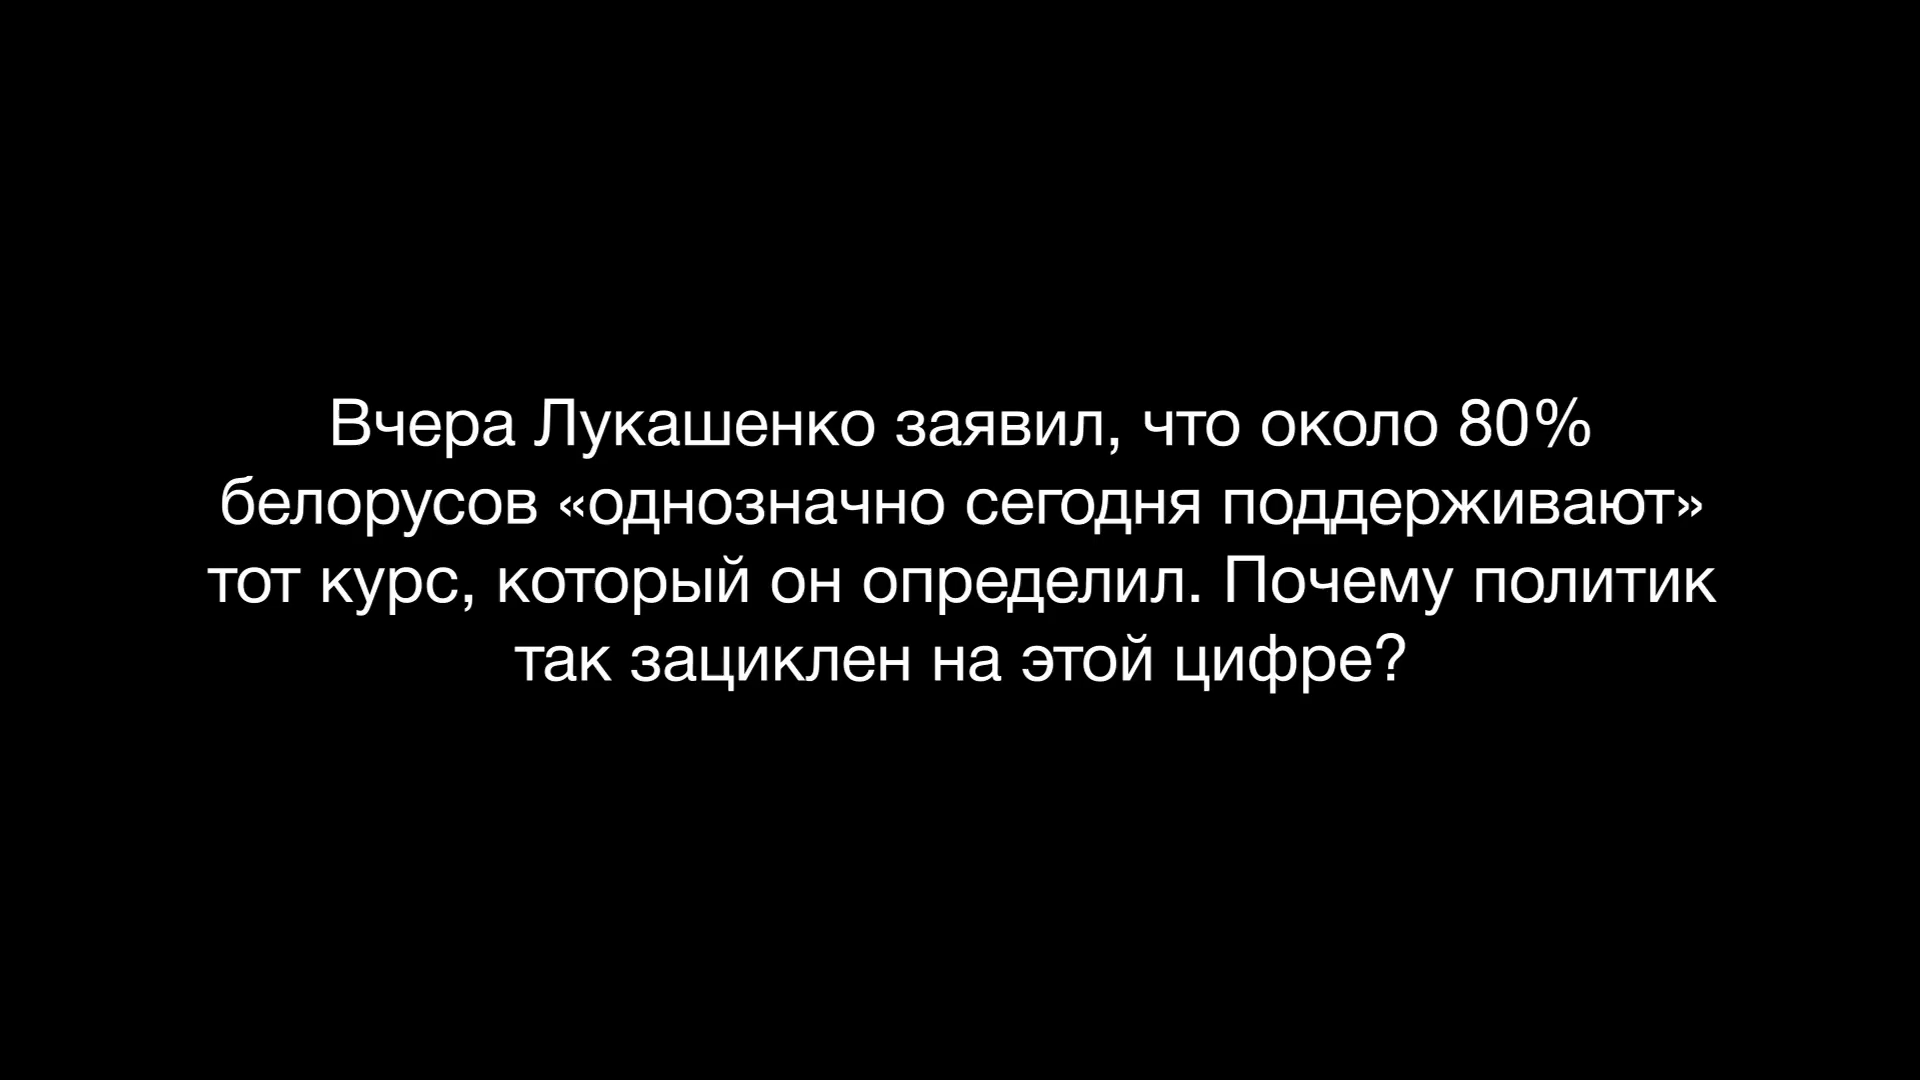 Вчера Лукашенко заявил, что около 80%
белорусов «однозначно сегодня поддерживают»
тот курс, который он определил. Почему политик
так зациклен на этой цифре?